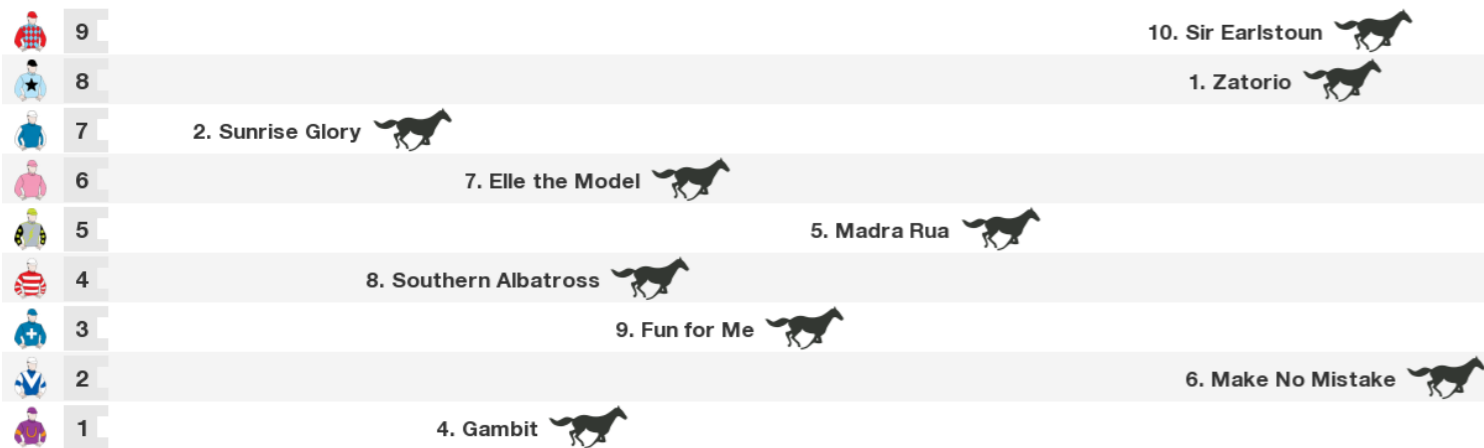 9 10. Sir Earlstoun
8 1. Zatorio
7 2. Sunrise Glory
6 7. Elle the Model
5 5. Madra Rua
4 8. Southern Albatross
3 9. Fun for Me
2 6. Make No Mistake
1 4. Gambit